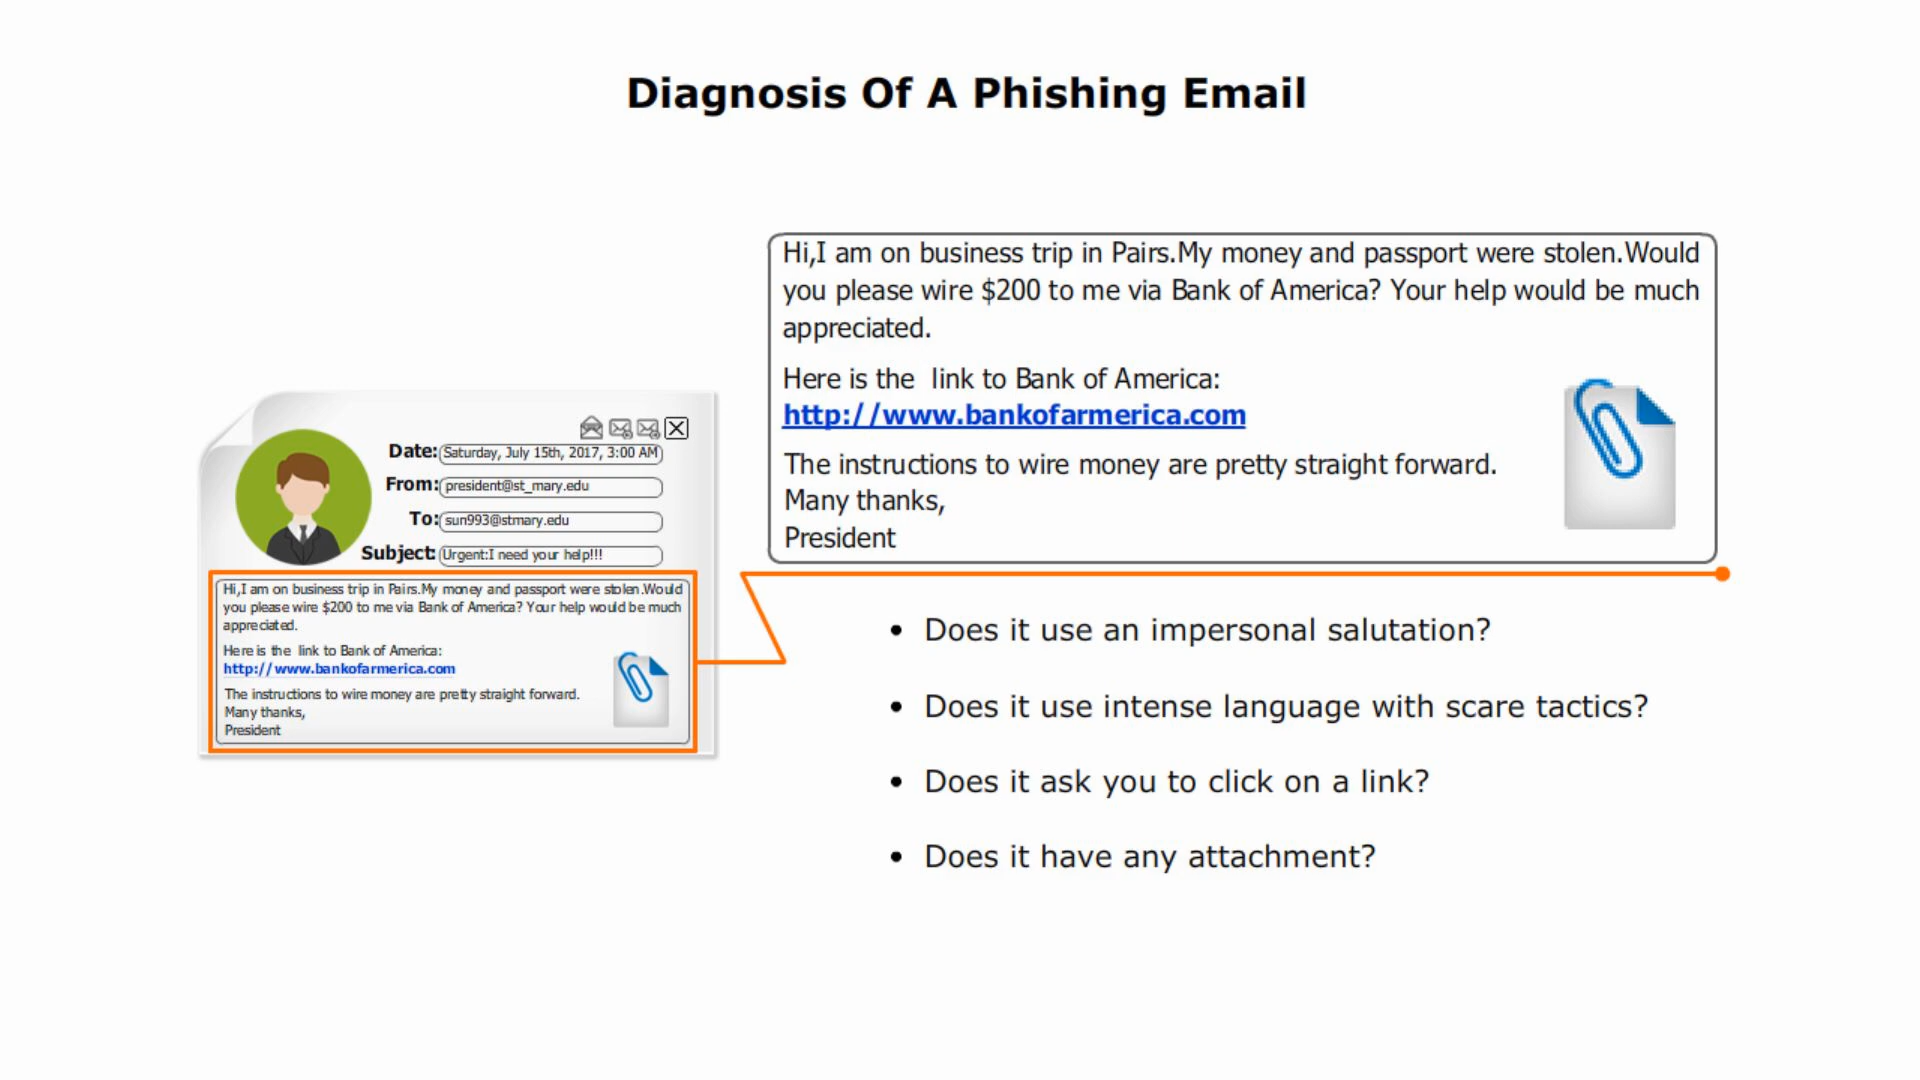 Diagnosis Of A Phishing Email
Date: Saturday, July 15th, 2017, 3:00 AM
From: president@st_mary.edu
To: sun993@stmary.edu
Subject: Urgent:I need your help!!!
Hi,I am on business trip in Pairs.My money and passport were stolen.Would
you please wire $200 to me via Bank of America? Your help would be much
appreciated.
Here is the link to Bank of America:
http://www.bankofarmerica.com
The instructions to wire money are pretty straight forward.
Many thanks,
President
Hi,I am on business trip in Pairs.My money and passport were stolen.Would
you please wire $200 to me via Bank of America? Your help would be much
appreciated.
Here is the  link to Bank of America:
http://www.bankofarmerica.com
The instructions to wire money are pretty straight forward.
Many thanks,
President
• Does it use an impersonal salutation?
• Does it use intense language with scare tactics?
• Does it ask you to click on a link?
• Does it have any attachment?